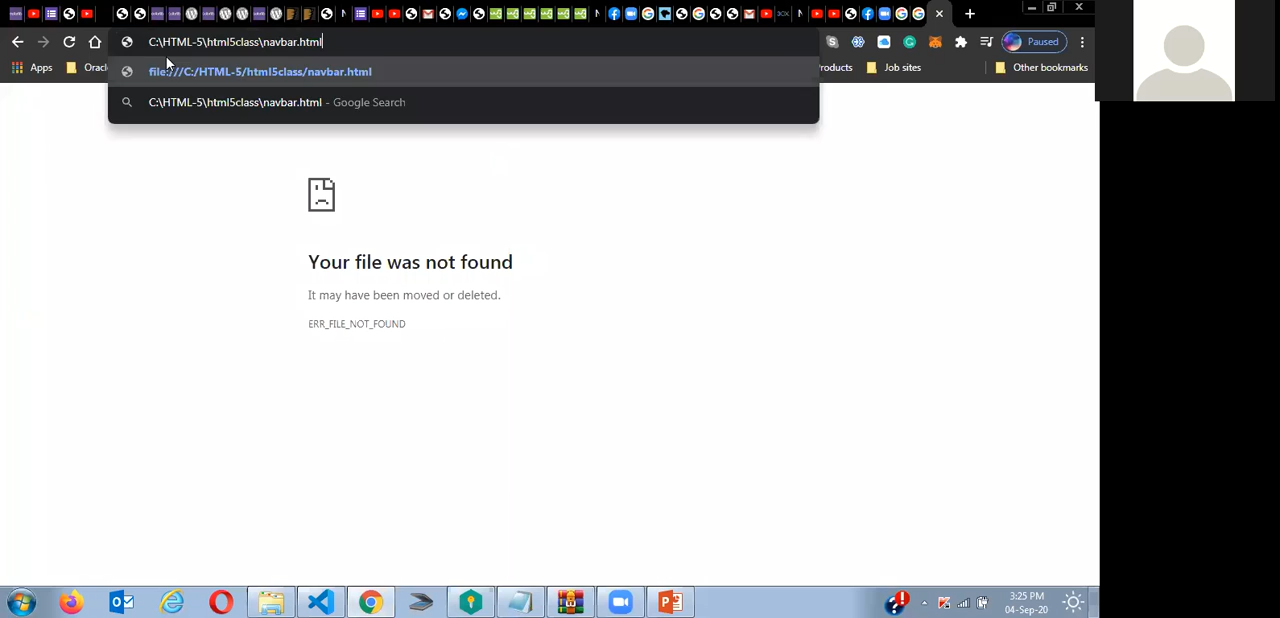 C:\HTML-5\html5class\navbar.html
Paused
file:///C:/HTML-5/html5class/navbar.html
Apps
Oracl
roducts
Job sites
Other bookmarks
C:\HTML-5\html5class\navbar.html - Google Search
Your file was not found
It may have been moved or deleted.
ERR_FILE_NOT_FOUND
3:25 PM
04-Sep-20